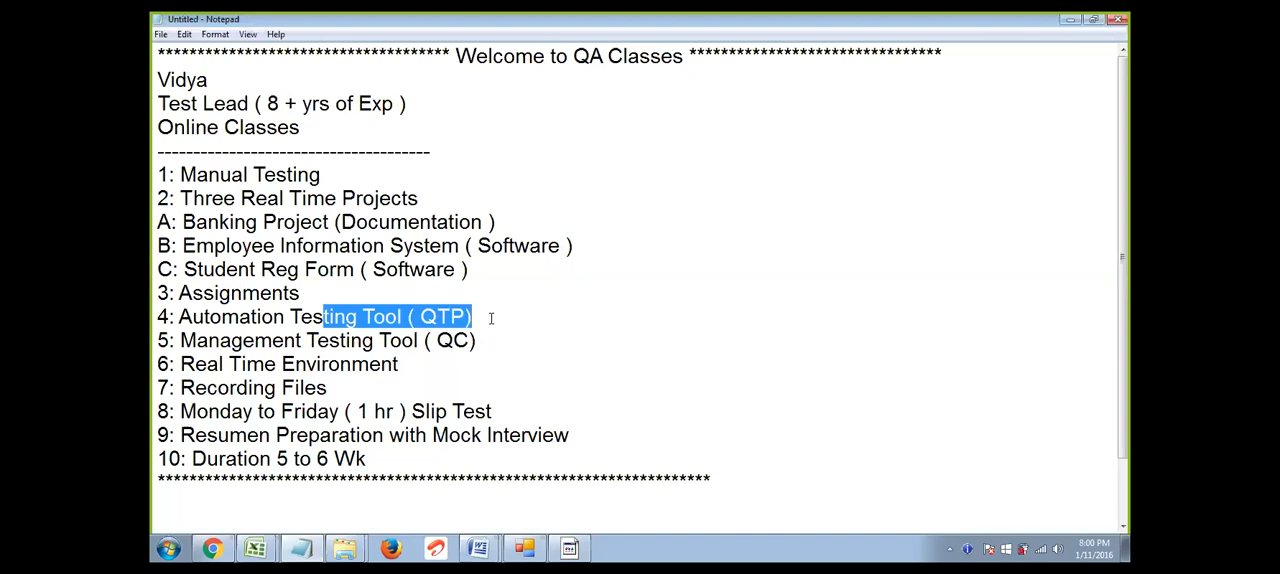 Untitled - Notepad
File Edit Format View Help
************************************* Welcome to QA Classes ********************************
Vidya
Test Lead ( 8 + yrs of Exp )
Online Classes
--------------------------------------
1: Manual Testing
2: Three Real Time Projects
A: Banking Project (Documentation )
B: Employee Information System ( Software )
C: Student Reg Form ( Software )
3: Assignments
4: Automation Testing Tool ( QTP)
5: Management Testing Tool ( QC)
6: Real Time Environment
7: Recording Files
8: Monday to Friday ( 1 hr ) Slip Test
9: Resumen Preparation with Mock Interview
10: Duration 5 to 6 Wk
**********************************************************************
8:00 PM
1/11/2016